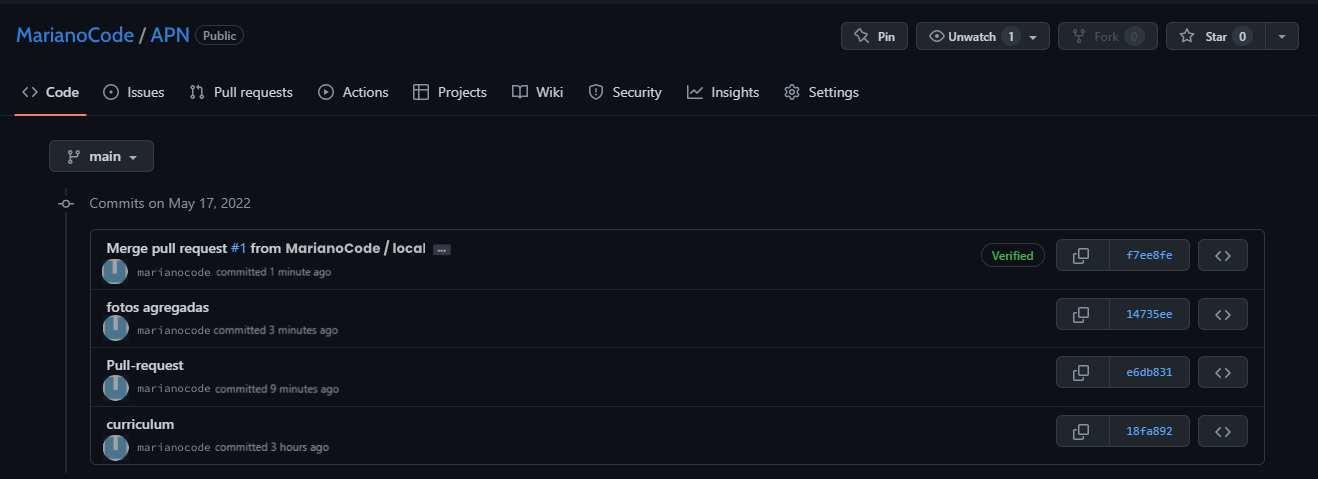 MarianoCode / APN Public
Pin
Unwatch 1
Fork 0
Star 0
Code Issues Pull requests Actions Projects Wiki Security Insights Settings
main
Commits on May 17, 2022
Merge pull request #1 from MarianoCode / local ...
Verified f7ee8fe
marianocode committed 1 minute ago
fotos agregadas
14735ee
marianocode committed 3 minutes ago
Pull-request
e6db831
marianocode committed 9 minutes ago
curriculum
18fa892
marianocode committed 3 hours ago